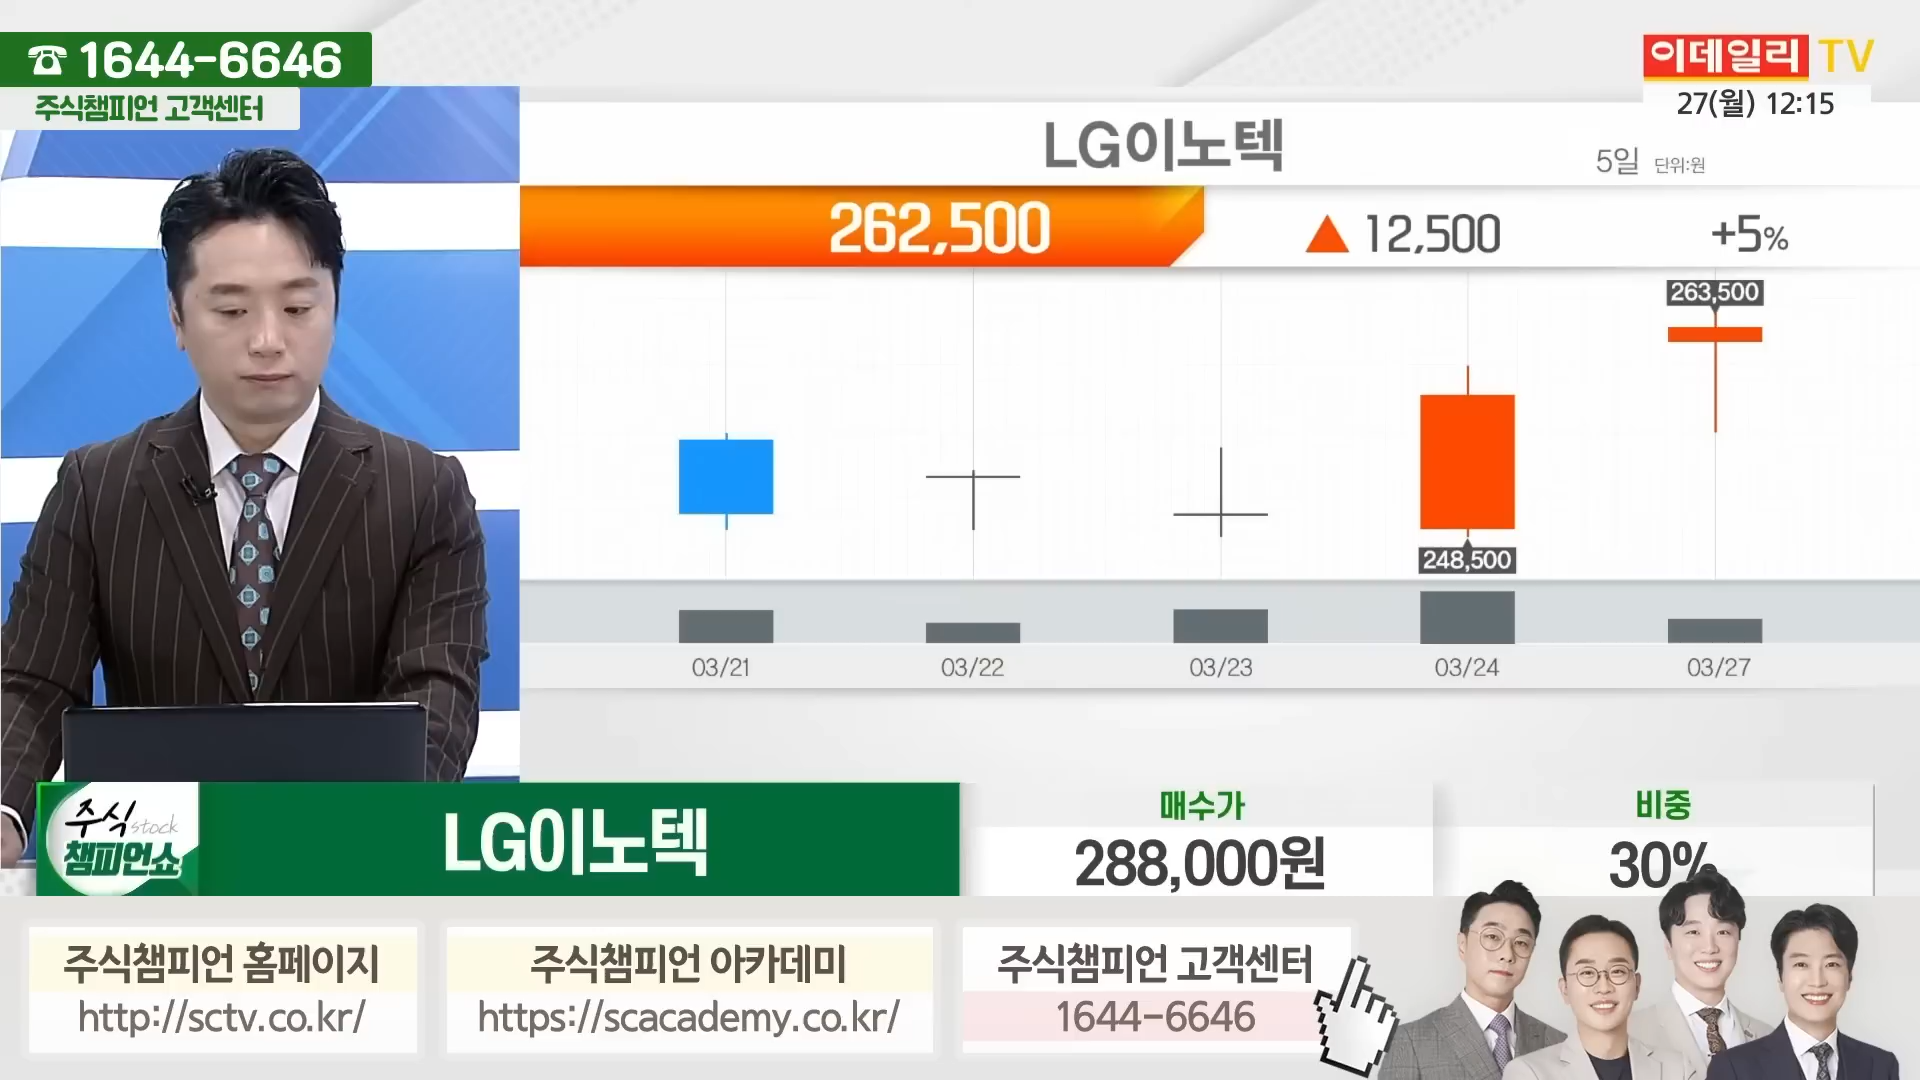 ☎ 1644-6646
주식챔피언 고객센터
이데일리 TV
27(월) 12:15
LG이노텍
5일 단위:원
262,500 ▲ 12,500 +5%
263,500
248,500
03/21 03/22 03/23 03/24 03/27
주식 stock
챔피언쇼
LG이노텍
매수가
288,000원
비중
30%
주식챔피언 홈페이지
http://sctv.co.kr/
주식챔피언 아카데미
https://scacademy.co.kr/
주식챔피언 고객센터
1644-6646